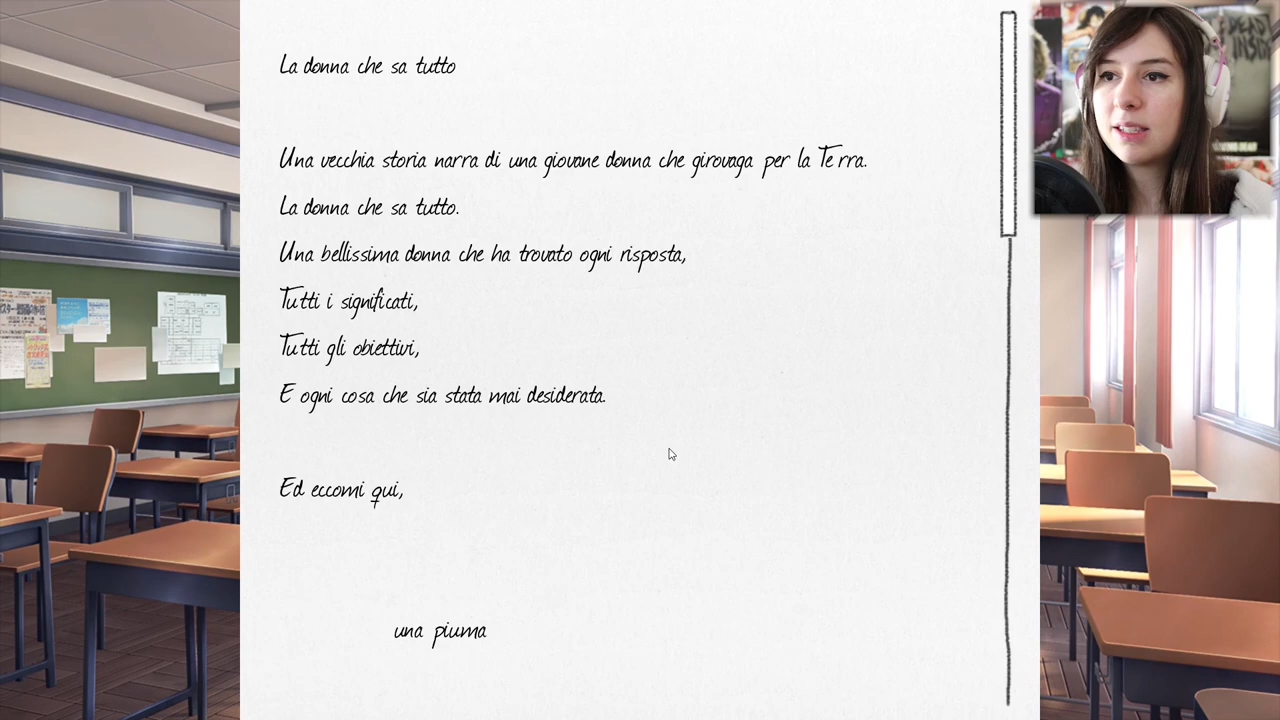 La donna che sa tutto
Una vecchia storia narra di una giovane donna che girovaga per la Terra.
La donna che sa tutto.
Una bellissima donna che ha trovato ogni risposta,
Tutti i significati,
Tutti gli obiettivi,
E ogni cosa che sia stata mai desiderata.
Ed eccomi qui,
una piuma
DEAD
INSIDE